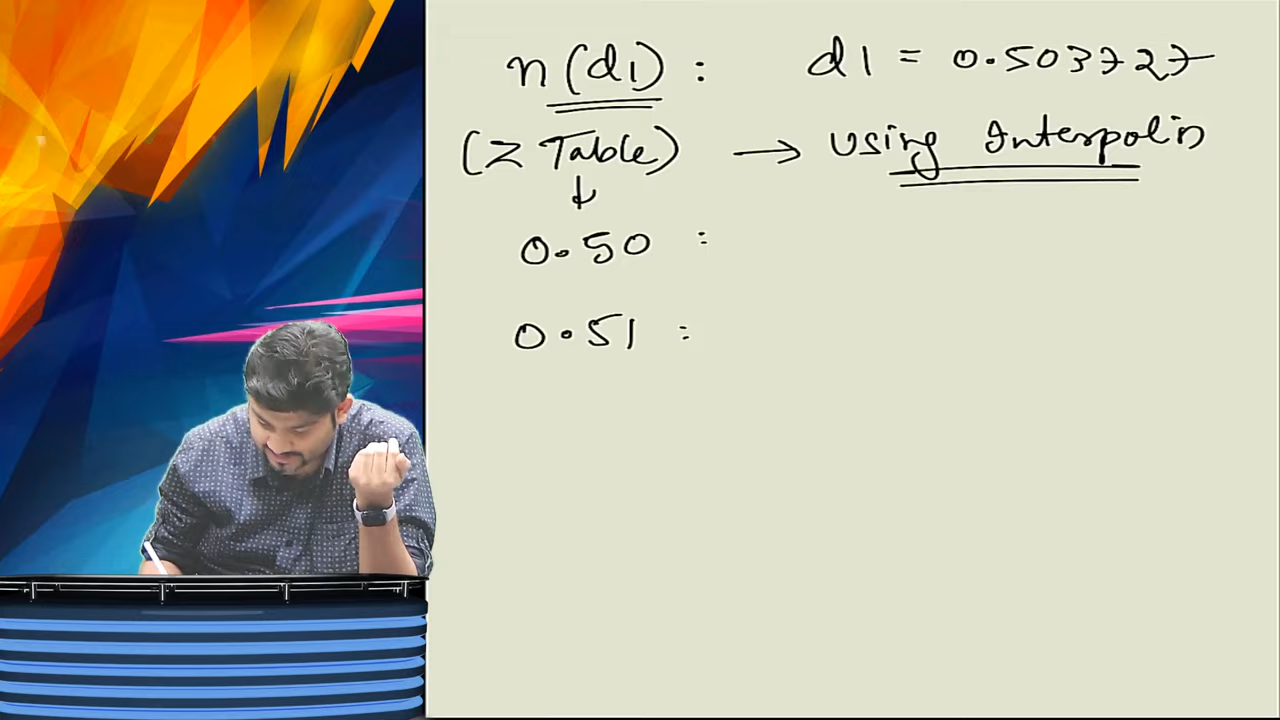 n(d1) : d1 = 0.503727
(Z Table) → Using Interpolin
↓
0.50 :
0.51 :